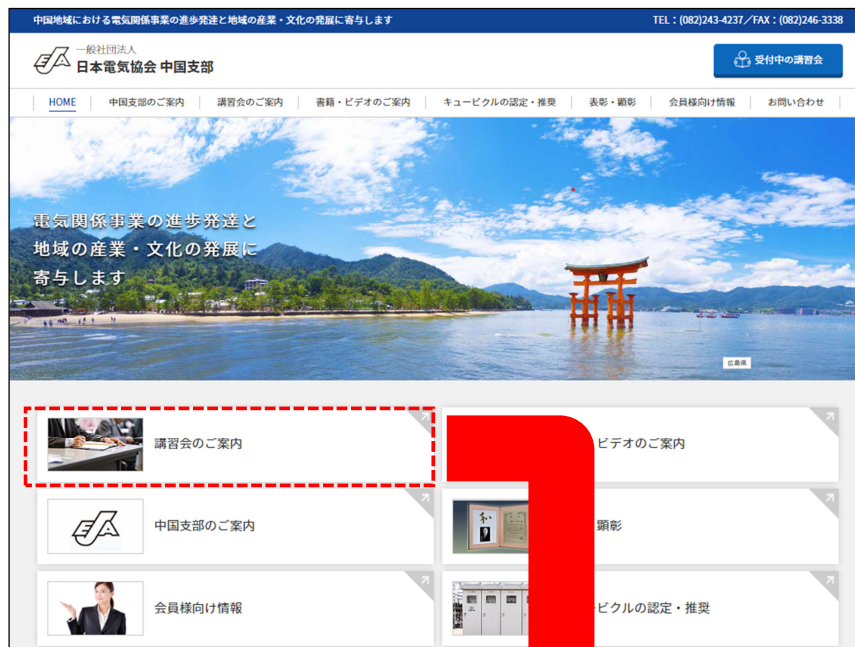 中国地域における電気関係事業の進歩発達と地域の産業・文化の発展に寄与します
TEL：(082)243-4237／FAX：(082)246-3338
一般社団法人
日本電気協会 中国支部
受付中の講習会
HOME 中国支部のご案内 講習会のご案内 書籍・ビデオのご案内 キュービクルの認定・推奨 表彰・顕彰 会員様向け情報 お問い合わせ
電気関係事業の進歩発達と
地域の産業・文化の発展に
寄与します
広島県
講習会のご案内
ビデオのご案内
中国支部のご案内
顕彰
会員様向け情報
ビクルの認定・推奨